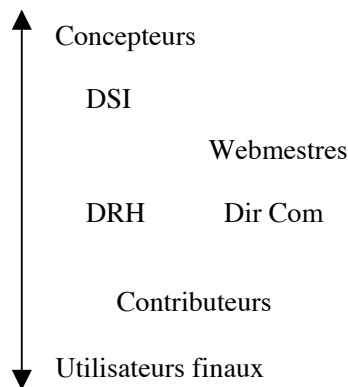 Concepteurs
DSI
Webmestres
DRH Dir Com
Contributeurs
Utilisateurs finaux